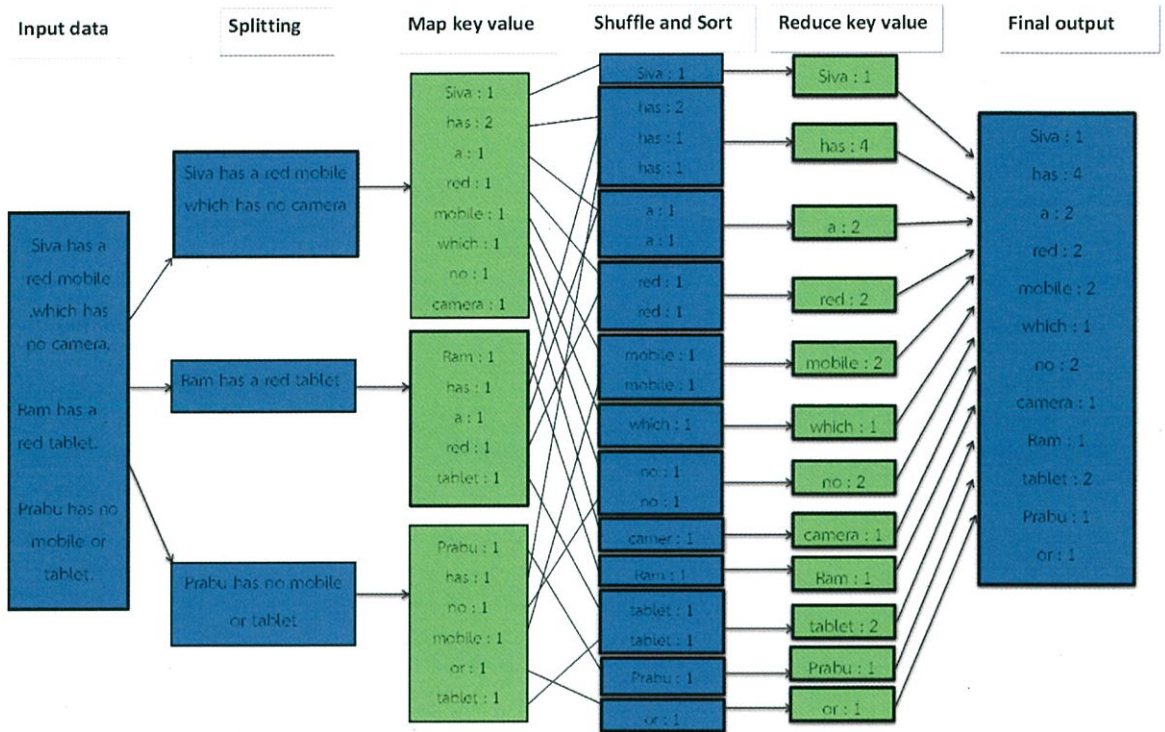 Input data
Splitting
Map key value
Shuffle and Sort
Reduce key value
Final output
Siva has a
red mobile
.which has
no camera.
Ram has a
red tablet.
Prabu has no
mobile or
tablet.
Siva has a red mobile
which has no camera
Ram has a red tablet
Prabu has no mobile
or tablet
Siva : 1
has : 2
a : 1
red : 1
mobile : 1
which : 1
no : 1
camera : 1
Ram : 1
has : 1
a : 1
red : 1
tablet : 1
Prabu : 1
has : 1
no : 1
mobile : 1
or : 1
tablet : 1
Siva : 1
has : 2
has : 1
has : 1
a : 1
a : 1
red : 1
red : 1
mobile : 1
mobile : 1
which : 1
no : 1
no : 1
camer : 1
Ram : 1
tablet : 1
tablet : 1
Prabu : 1
or : 1
Siva : 1
has : 4
a : 2
red : 2
mobile : 2
which : 1
no : 2
camera : 1
Ram : 1
tablet : 2
Prabu : 1
or : 1
Siva : 1
has : 4
a : 2
red : 2
mobile : 2
which : 1
no : 2
camera : 1
Ram : 1
tablet : 2
Prabu : 1
or : 1